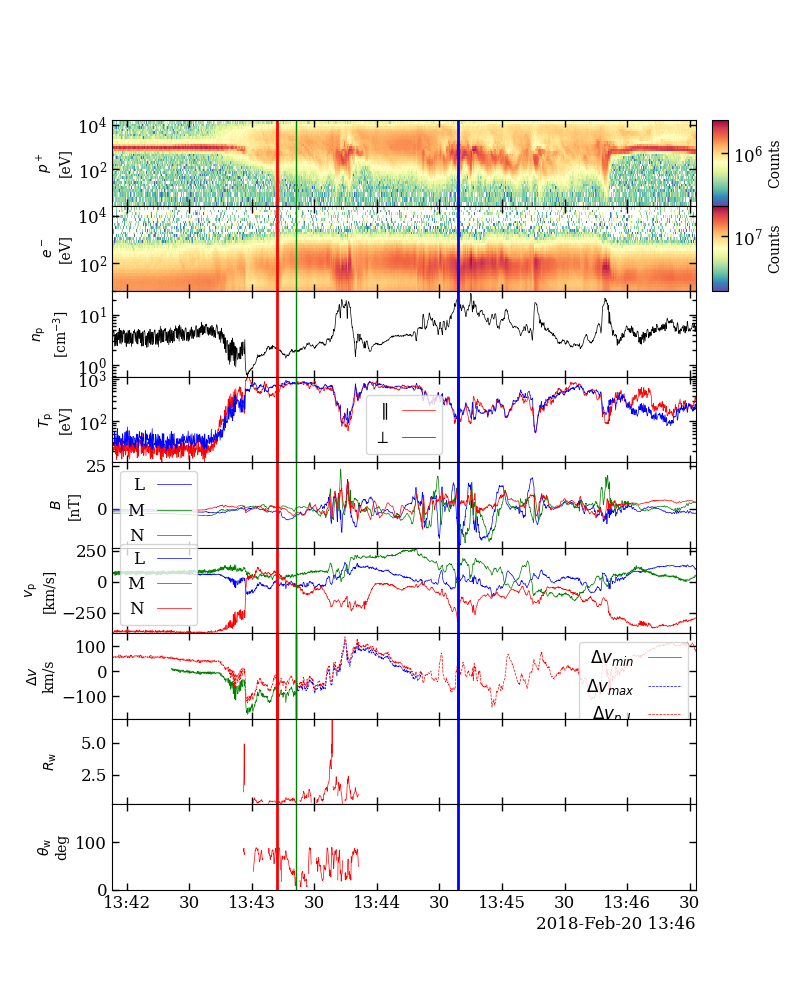 10⁴
10²
p⁺
[eV]
10⁶
Counts
10⁴
10²
e⁻
[eV]
10⁷
Counts
10¹
10⁰
nₚ
[cm⁻³]
10³
10²
Tₚ
[eV]
∥
⊥
25
0
B
[nT]
L
M
N
250
0
−250
vₚ
[km/s]
L
M
N
100
0
−100
Δv
km/s
Δv_min
Δv_max
5.0
2.5
R_w
100
0
θ_w
deg
13:42 30 13:43 30 13:44 30 13:45 30 13:46 30
2018-Feb-20 13:46